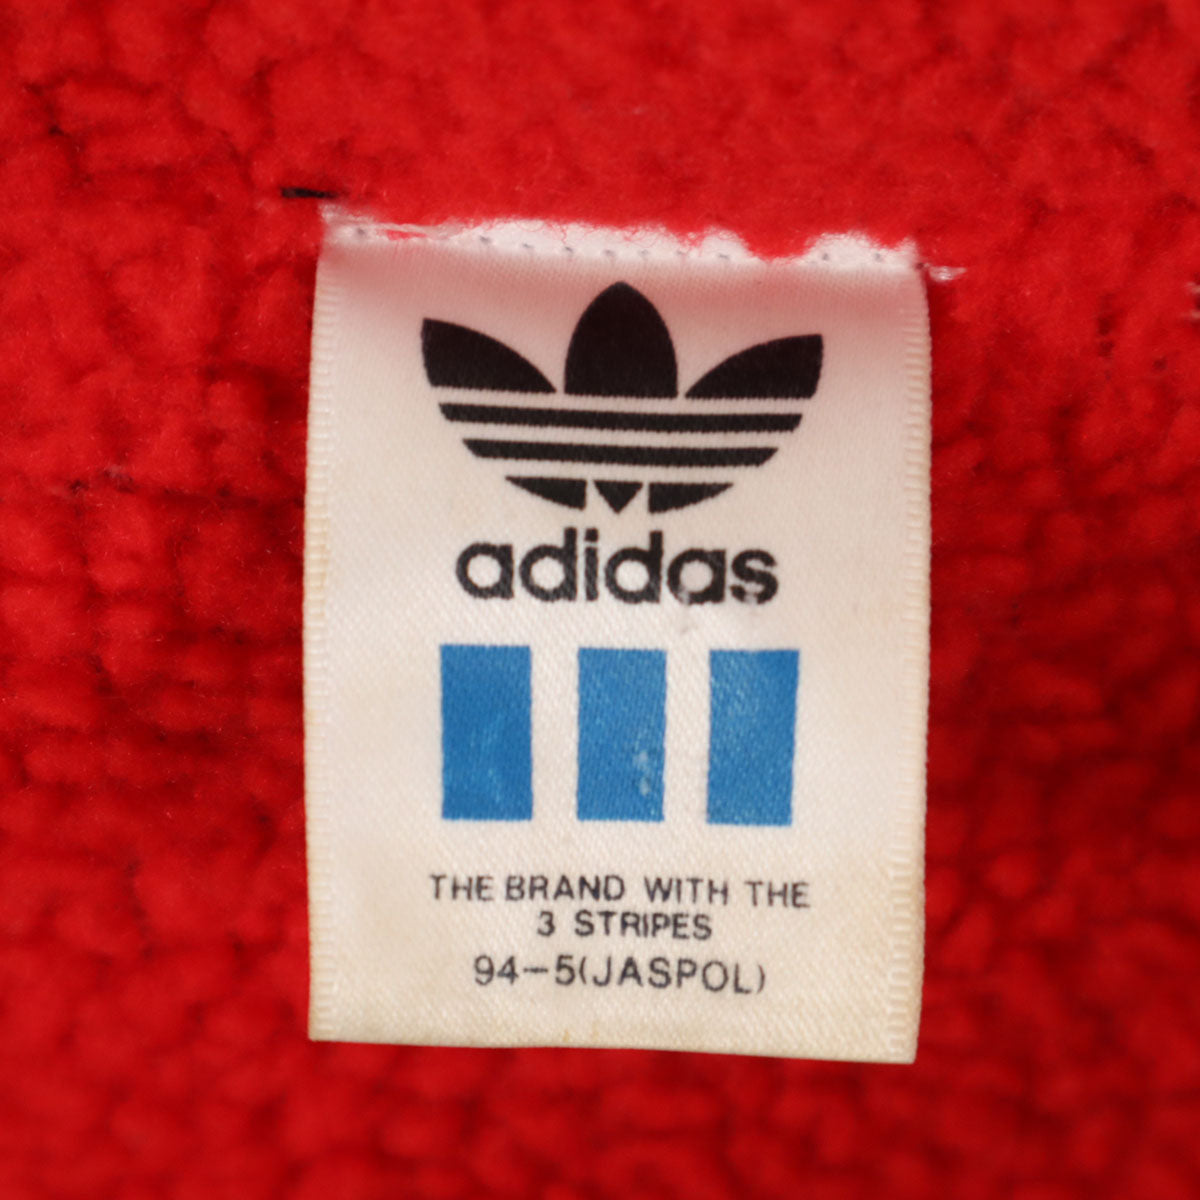 adidas
THE BRAND WITH THE
3 STRIPES
94-5(JASPOL)